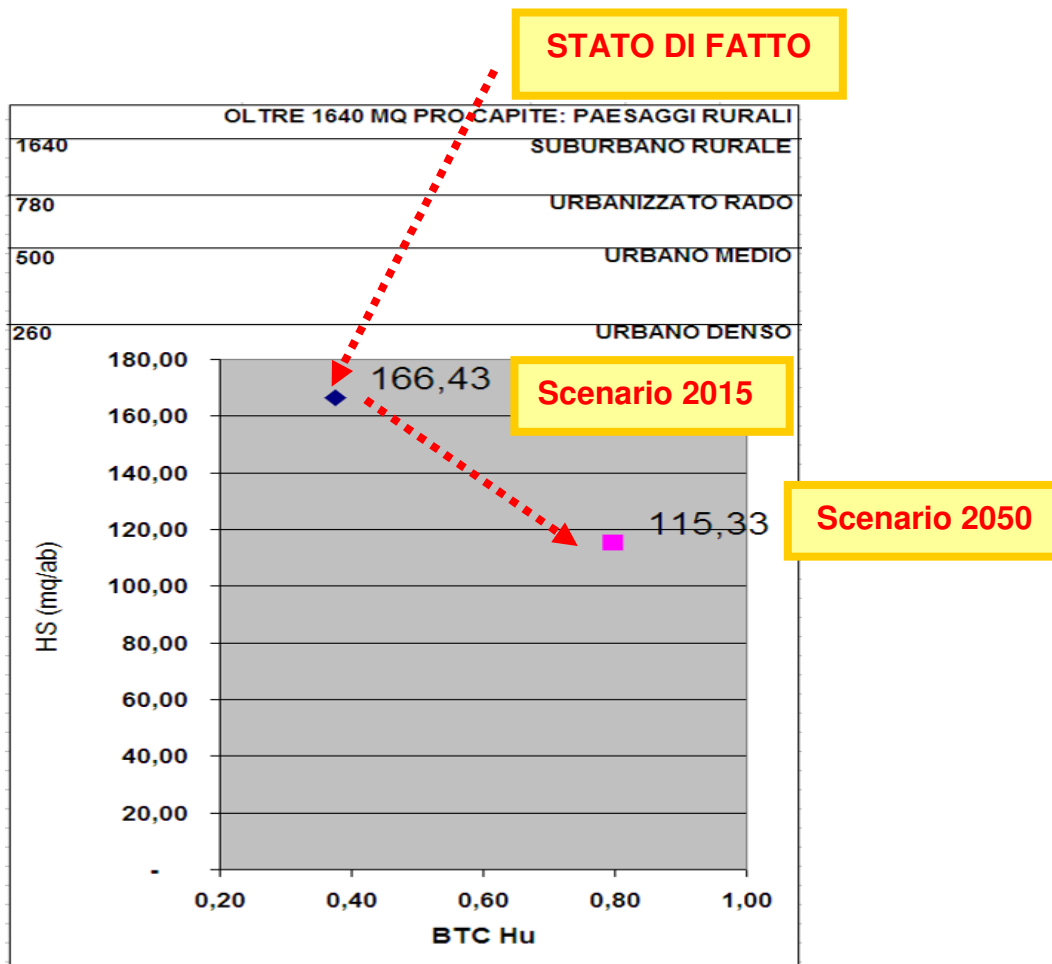 STATO DI FATTO
OLTRE 1640 MQ PRO CAPITE: PAESAGGI RURALI
1640 SUBURBANO RURALE
780 URBANIZZATO RADO
500 URBANO MEDIO
260 URBANO DENSO
180,00
166,43
Scenario 2015
160,00
140,00
120,00
115,33
Scenario 2050
100,00
80,00
60,00
40,00
20,00
-
HS (mq/ab)
0,20 0,40 0,60 0,80 1,00
BTC Hu